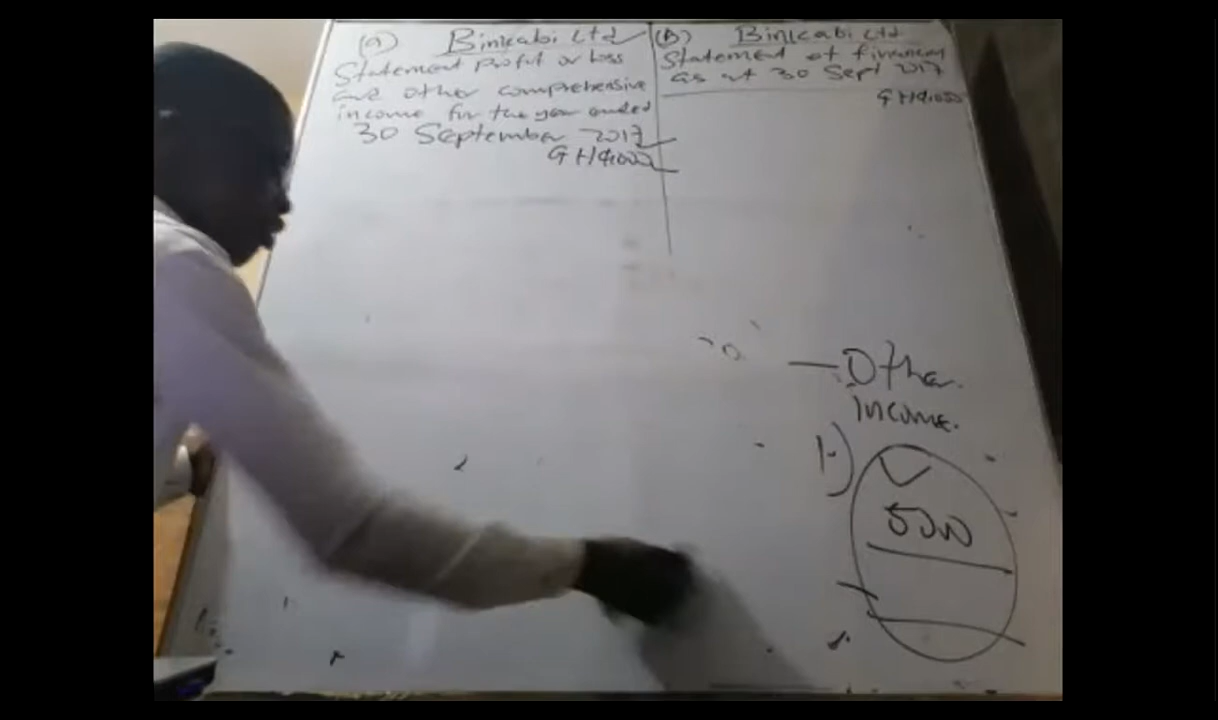 (a) Binkabi Ltd
Statement Profit or Loss
and other comprehensive
income for the year ended
30 September 2017
GH¢000
(b) Binkabi Ltd
Statement of financial
as at 30 Sept 2017
GH¢000
— Other
income.
1.)
500